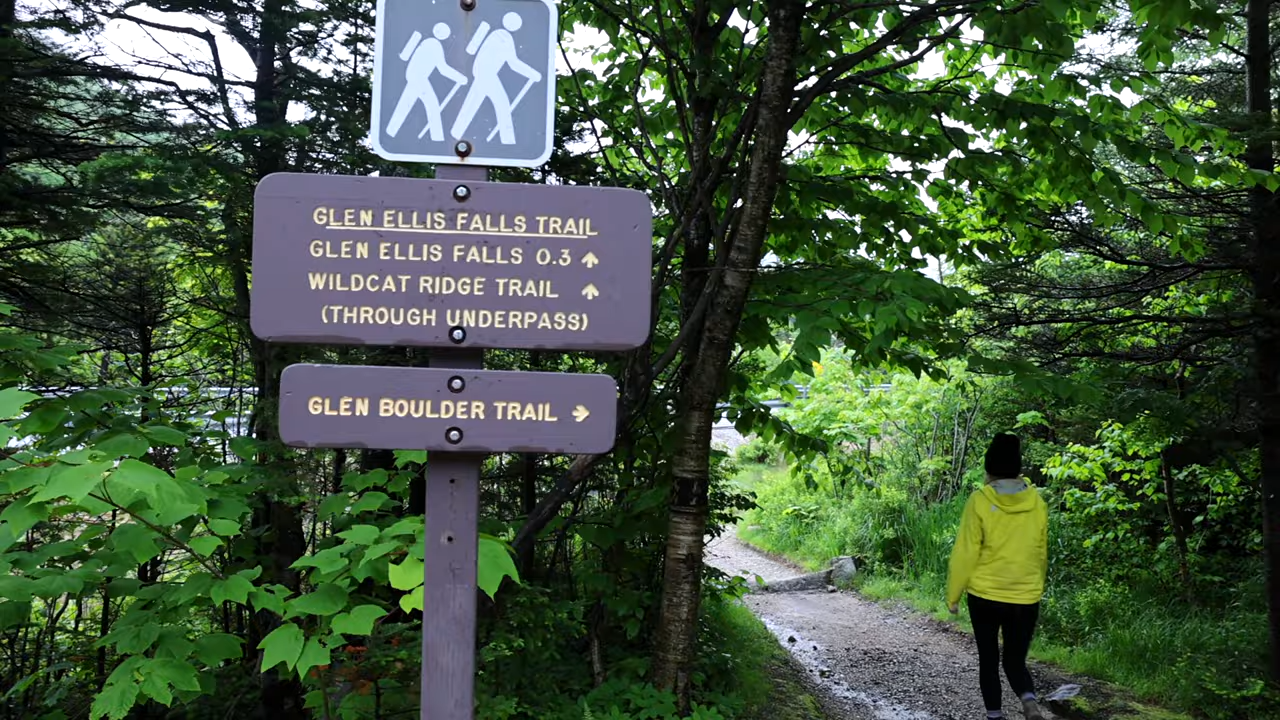 GLEN ELLIS FALLS TRAIL
GLEN ELLIS FALLS 0.3 ↑
WILDCAT RIDGE TRAIL ↑
(THROUGH UNDERPASS)
GLEN BOULDER TRAIL →